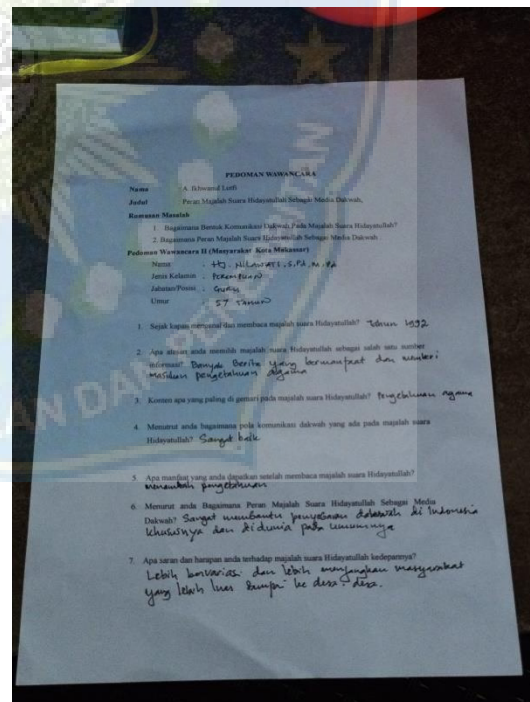 PEDOMAN WAWANCARA
Nama : A. Ikhwanul Lutfi
Judul : Peran Majalah Suara Hidayatullah Sebagai Media Dakwah,
Rumusan Masalah
1. Bagaimana Bentuk Komunikasi Dakwah Pada Majalah Suara Hidayatullah?
2. Bagaimana Peran Majalah Suara Hidayatullah Sebagai Media Dakwah
Pedoman Wawancara II (Masyarakat Kota Makassar)
Nama : Hj. NILAWATI, S.Pd, M.Pd
Jenis Kelamin : PEREMPUAN
Jabatan/Posisi : GURU
Umur : 57 TAHUN
1. Sejak kapan mengenal dan membaca majalah suara Hidayatullah? Tahun 1992
2. Apa alasan anda memilih majalah suara Hidayatullah sebagai salah satu sumber
informasi? Banyak Berita yang bermanfaat dan memberi
masukan pengetahuan agama
3. Konten apa yang paling di gemari pada majalah suara Hidayatullah? Pengetahuan agama
4. Menurut anda bagaimana pola komunikasi dakwah yang ada pada majalah suara
Hidayatullah? Sangat baik
5. Apa manfaat yang anda dapatkan setelah membaca majalah suara Hidayatullah?
menambah pengetahuan
6. Menurut anda Bagaimana Peran Majalah Suara Hidayatullah Sebagai Media
Dakwah? Sangat membantu penyebaran dakwah di Indonesia
khususnya dan di dunia pada umumnya
7. Apa saran dan harapan anda terhadap majalah suara Hidayatullah kedepannya?
Lebih bervariasi dan lebih menjangkau masyarakat
yang lebih luas sampai ke desa-desa.